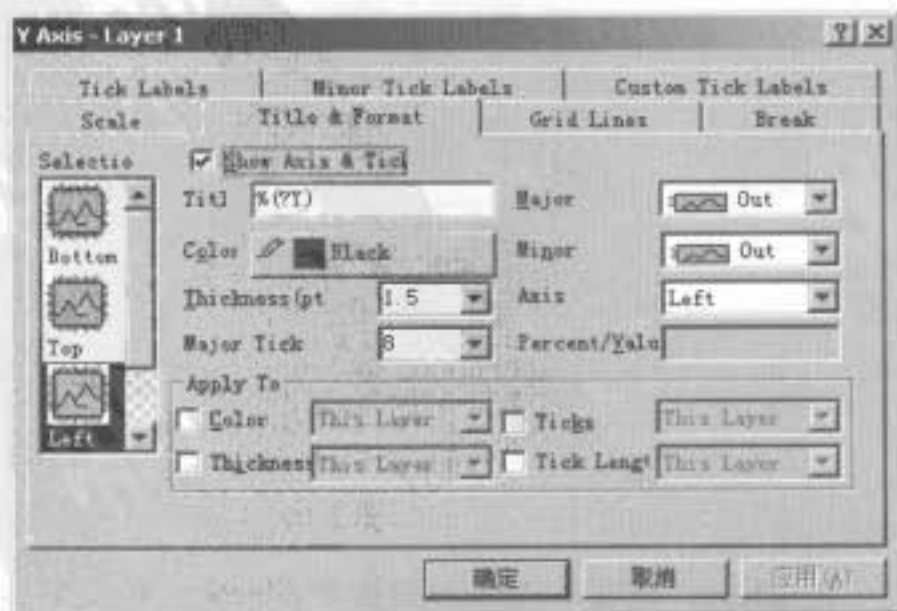 Y Axis - Layer 1
Tick Labels Minor Tick Labels Custom Tick Labels
Scale Title & Format Grid Lines Break
Selectio
Show Axis & Tick
Titl %(?Y) Major Out
Bottom
Color Black Minor Out
Thickness(pt 1.5 Axis Left
Top
Major Tick 8 Percent/Valu
Apply To
Left
Color This Layer Ticks This Layer
Thickness This Layer Tick Lengt This Layer
确定 取消 应用(A)